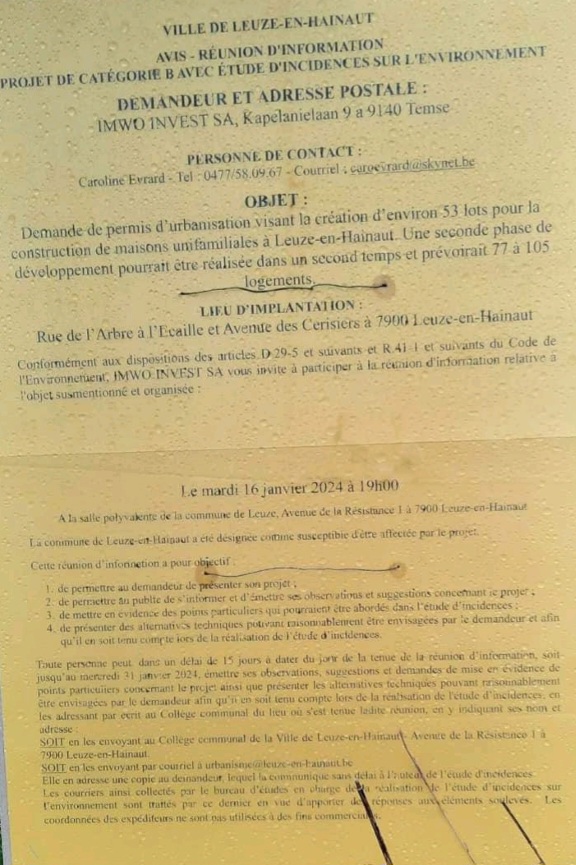 VILLE DE LEUZE-EN-HAINAUT
AVIS - RÉUNION D'INFORMATION
PROJET DE CATÉGORIE B AVEC ÉTUDE D'INCIDENCES SUR L'ENVIRONNEMENT
DEMANDEUR ET ADRESSE POSTALE :
IMWO INVEST SA, Kapelanielaan 9 a 9140 Temse
PERSONNE DE CONTACT :
Caroline Evrard - Tel : 0477/58.09.67 - Courriel : caroevrard@skynet.be
OBJET :
Demande de permis d'urbanisation visant la création d'environ 53 lots pour la
construction de maisons unifamiliales à Leuze-en-Hainaut. Une seconde phase de
développement pourrait être réalisée dans un second temps et prévoirait 77 à 105
logements.
LIEU D'IMPLANTATION :
Rue de l'Arbre à l'Ecaille et Avenue des Cerisiers à 7900 Leuze-en-Hainaut
Conformément aux dispositions des articles D.29-5 et suivants et R.41-1 et suivants du Code de
l'Environnement, IMWO INVEST SA vous invite à participer à la réunion d'information relative à
l'objet susmentionné et organisée :
Le mardi 16 janvier 2024 à 19h00
A la salle polyvalente de la commune de Leuze, Avenue de la Résistance 1 à 7900 Leuze-en-Hainaut
La commune de Leuze-en-Hainaut a été désignée comme susceptible d'être affectée par le projet.
Cette réunion d'information a pour objectif :
1. de permettre au demandeur de présenter son projet ;
2. de permettre au public de s'informer et d'émettre ses observations et suggestions concernant le projet ;
3. de mettre en évidence des points particuliers qui pourraient être abordés dans l'étude d'incidences ;
4. de présenter des alternatives techniques pouvant raisonnablement être envisagées par le demandeur et afin
qu'il en soit tenu compte lors de la réalisation de l'étude d'incidences.
Toute personne peut, dans un délai de 15 jours à dater du jour de la tenue de la réunion d'information, soit
jusqu'au mercredi 31 janvier 2024, émettre ses observations, suggestions et demandes de mise en évidence de
points particuliers concernant le projet ainsi que présenter les alternatives techniques pouvant raisonnablement
être envisagées par le demandeur afin qu'il en soit tenu compte lors de la réalisation de l'étude d'incidences, en
les adressant par écrit au Collège communal du lieu où s'est tenue ladite réunion, en y indiquant ses nom et
adresse :
SOIT en les envoyant au Collège communal de la Ville de Leuze-en-Hainaut - Avenue de la Résistance 1 à
7900 Leuze-en-Hainaut.
SOIT en les envoyant par courriel à urbanisme@leuze-en-hainaut.be
Elle en adresse une copie au demandeur, lequel la communique sans délai à l'auteur de l'étude d'incidences.
Les courriers ainsi collectés par le bureau d'études en charge de la réalisation de l'étude d'incidents sur
l'Environnement sont traités par ce dernier en vue d'apporter des réponses aux éléments soulevés. Les
coordonnées des expéditeurs ne sont pas utilisées à des fins commerciales.